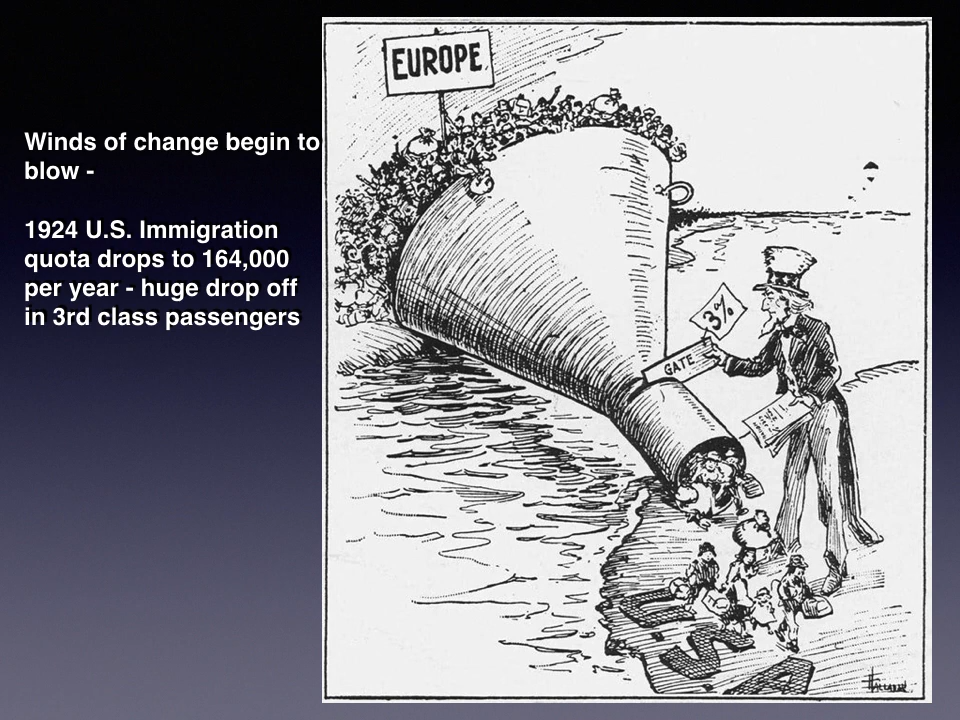 Winds of change begin to
blow -
1924 U.S. Immigration
quota drops to 164,000
per year - huge drop off
in 3rd class passengers
EUROPE
3%
GATE
U.S.A.